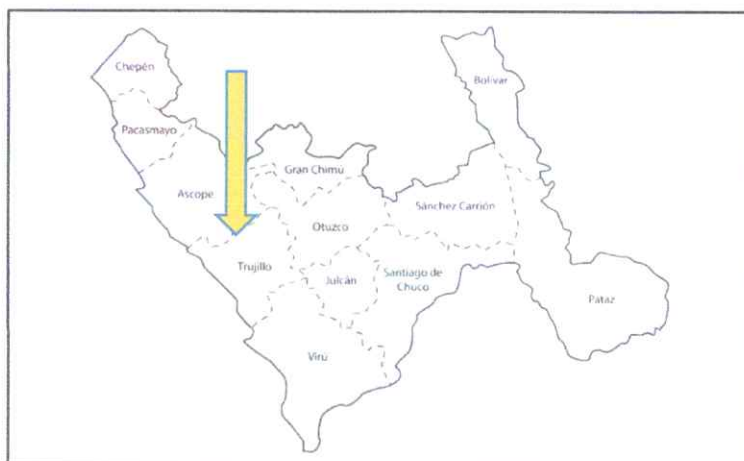 Chepén
Bolívar
Pacasmayo
Gran Chimú
Ascope
Sánchez Carrión
Otuzco
Trujillo
Julcán
Santiago de
Chuco
Pataz
Virú